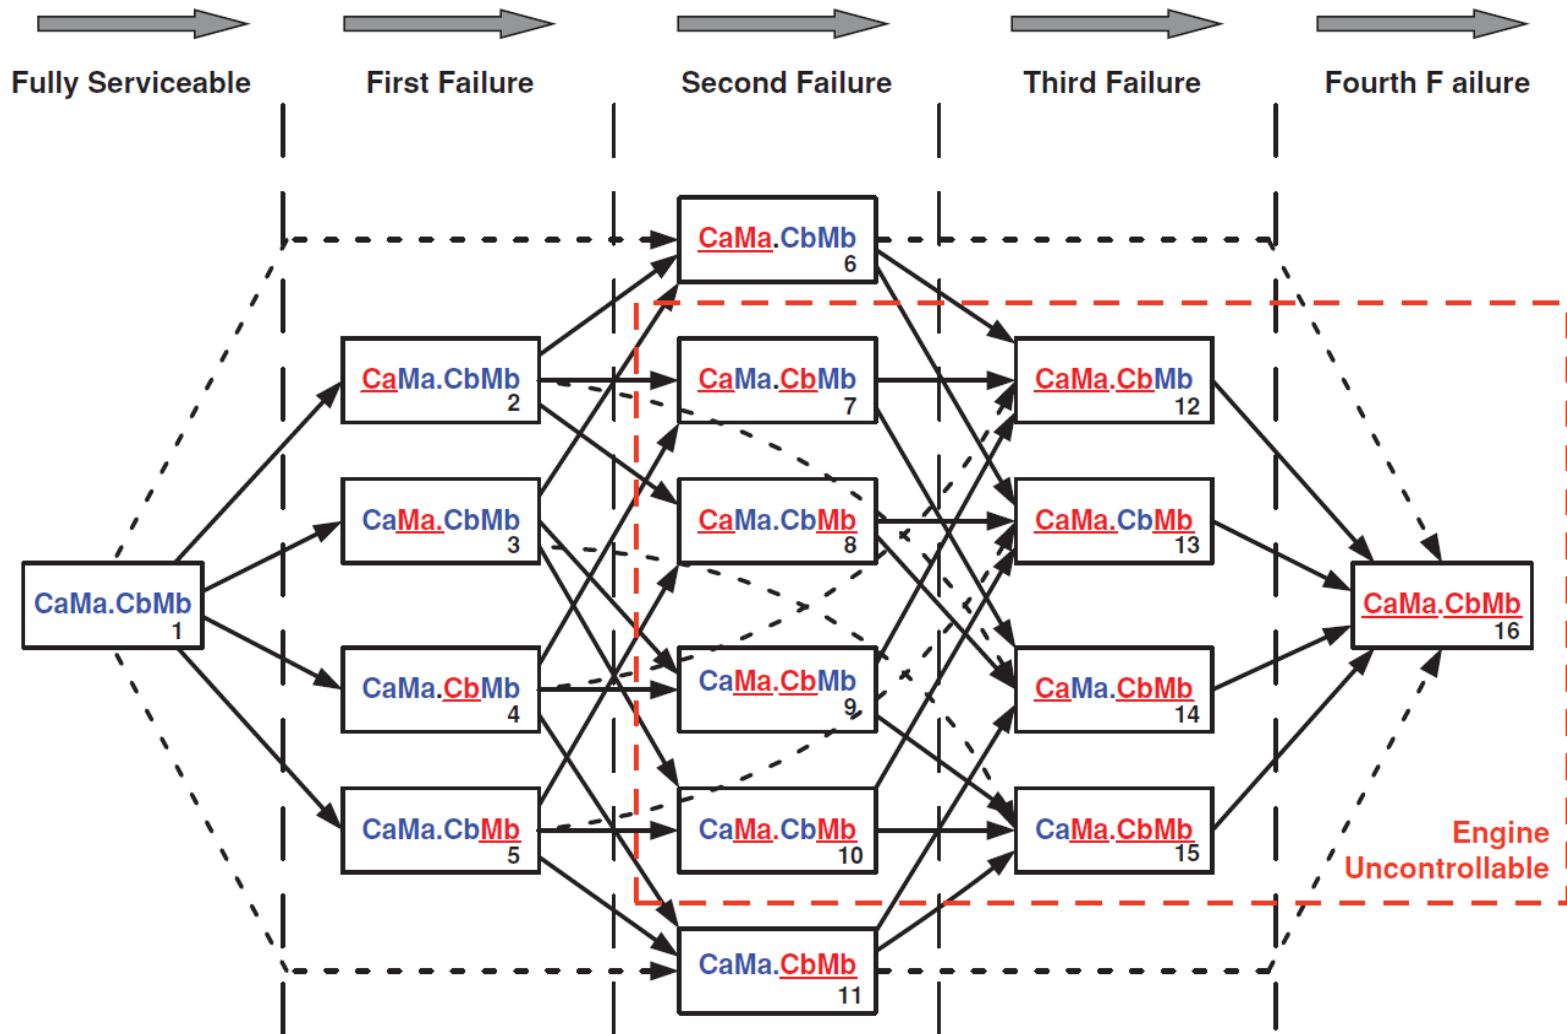 Fully Serviceable
First Failure
Second Failure
Third Failure
Fourth F ailure
CaMa.CbMb
1
CaMa.CbMb
2
CaMa.CbMb
3
CaMa.CbMb
4
CaMa.CbMb
5
CaMa.CbMb
6
CaMa.CbMb
7
CaMa.CbMb
8
CaMa.CbMb
9
CaMa.CbMb
10
CaMa.CbMb
11
CaMa.CbMb
12
CaMa.CbMb
13
CaMa.CbMb
14
CaMa.CbMb
15
CaMa.CbMb
16
Engine
Uncontrollable